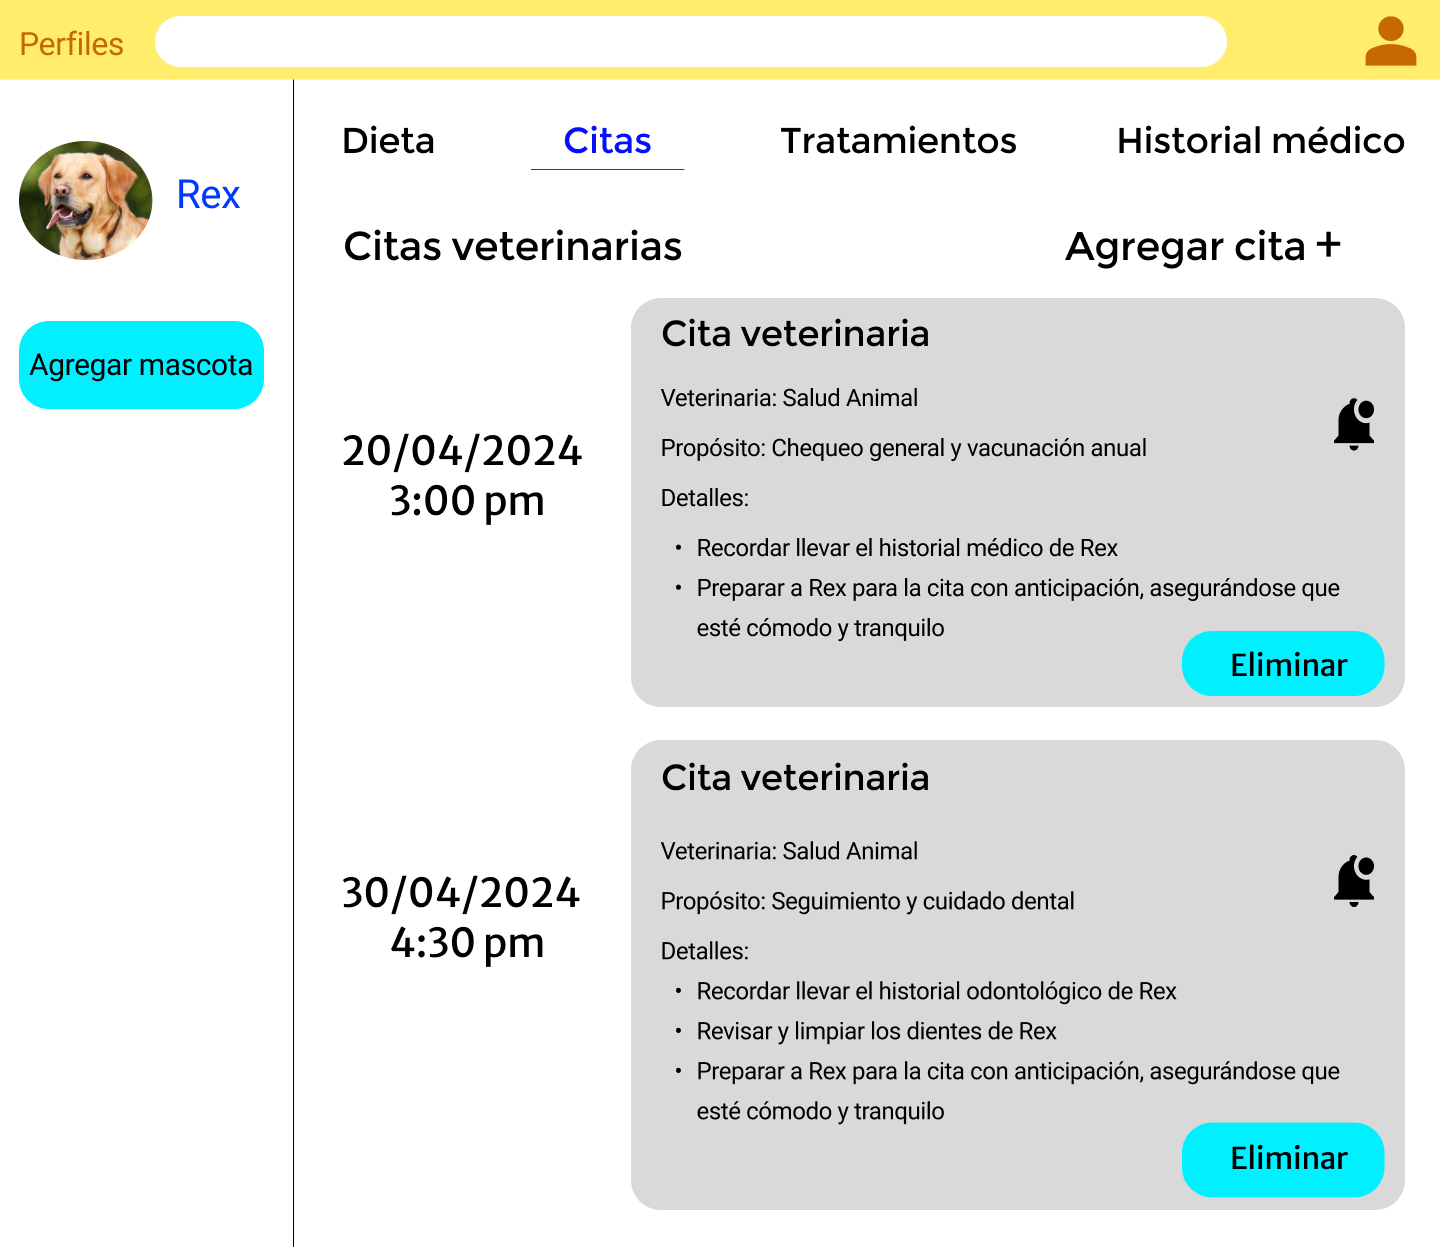 Perfiles
Rex
Agregar mascota
Dieta
Citas
Tratamientos
Historial médico
Citas veterinarias
Agregar cita +
20/04/2024
3:00 pm
Cita veterinaria
Veterinaria: Salud Animal
Propósito: Chequeo general y vacunación anual
Detalles:
• Recordar llevar el historial médico de Rex
• Preparar a Rex para la cita con anticipación, asegurándose que
esté cómodo y tranquilo
Eliminar
30/04/2024
4:30 pm
Cita veterinaria
Veterinaria: Salud Animal
Propósito: Seguimiento y cuidado dental
Detalles:
• Recordar llevar el historial odontológico de Rex
• Revisar y limpiar los dientes de Rex
• Preparar a Rex para la cita con anticipación, asegurándose que
esté cómodo y tranquilo
Eliminar